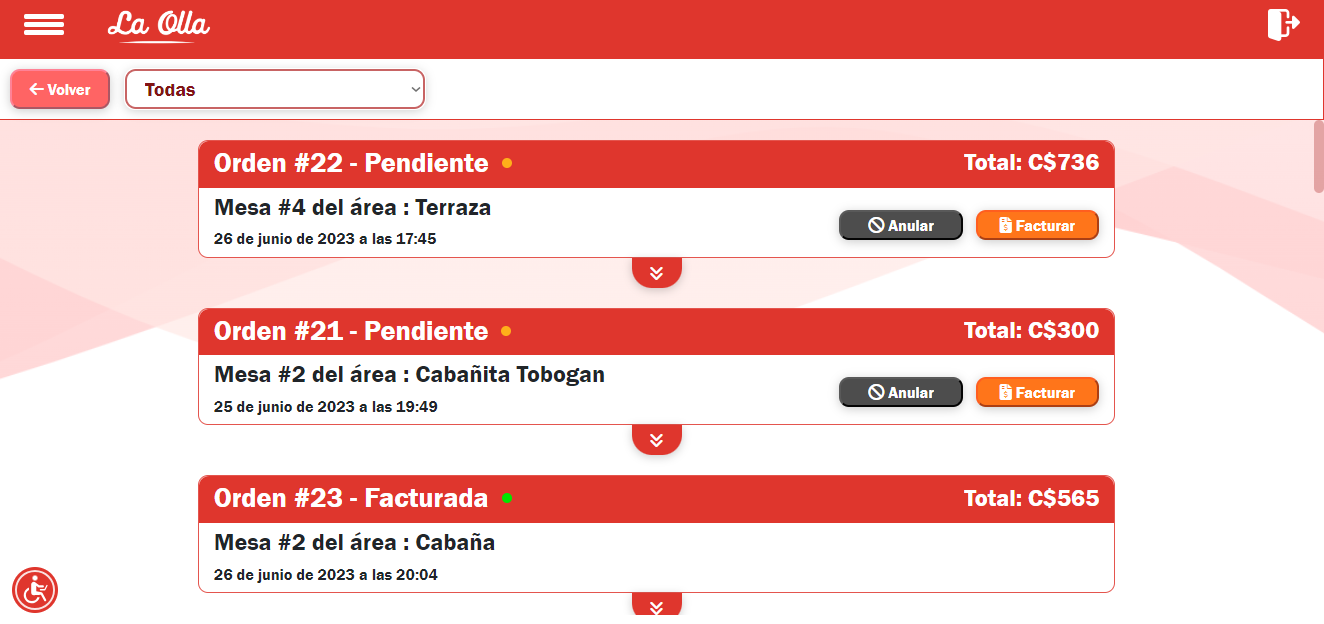 La Olla
Volver
Todas
Orden #22 - Pendiente
Total: C$736
Mesa #4 del área : Terraza
26 de junio de 2023 a las 17:45
Anular
Facturar
Orden #21 - Pendiente
Total: C$300
Mesa #2 del área : Cabañita Tobogan
25 de junio de 2023 a las 19:49
Anular
Facturar
Orden #23 - Facturada
Total: C$565
Mesa #2 del área : Cabaña
26 de junio de 2023 a las 20:04